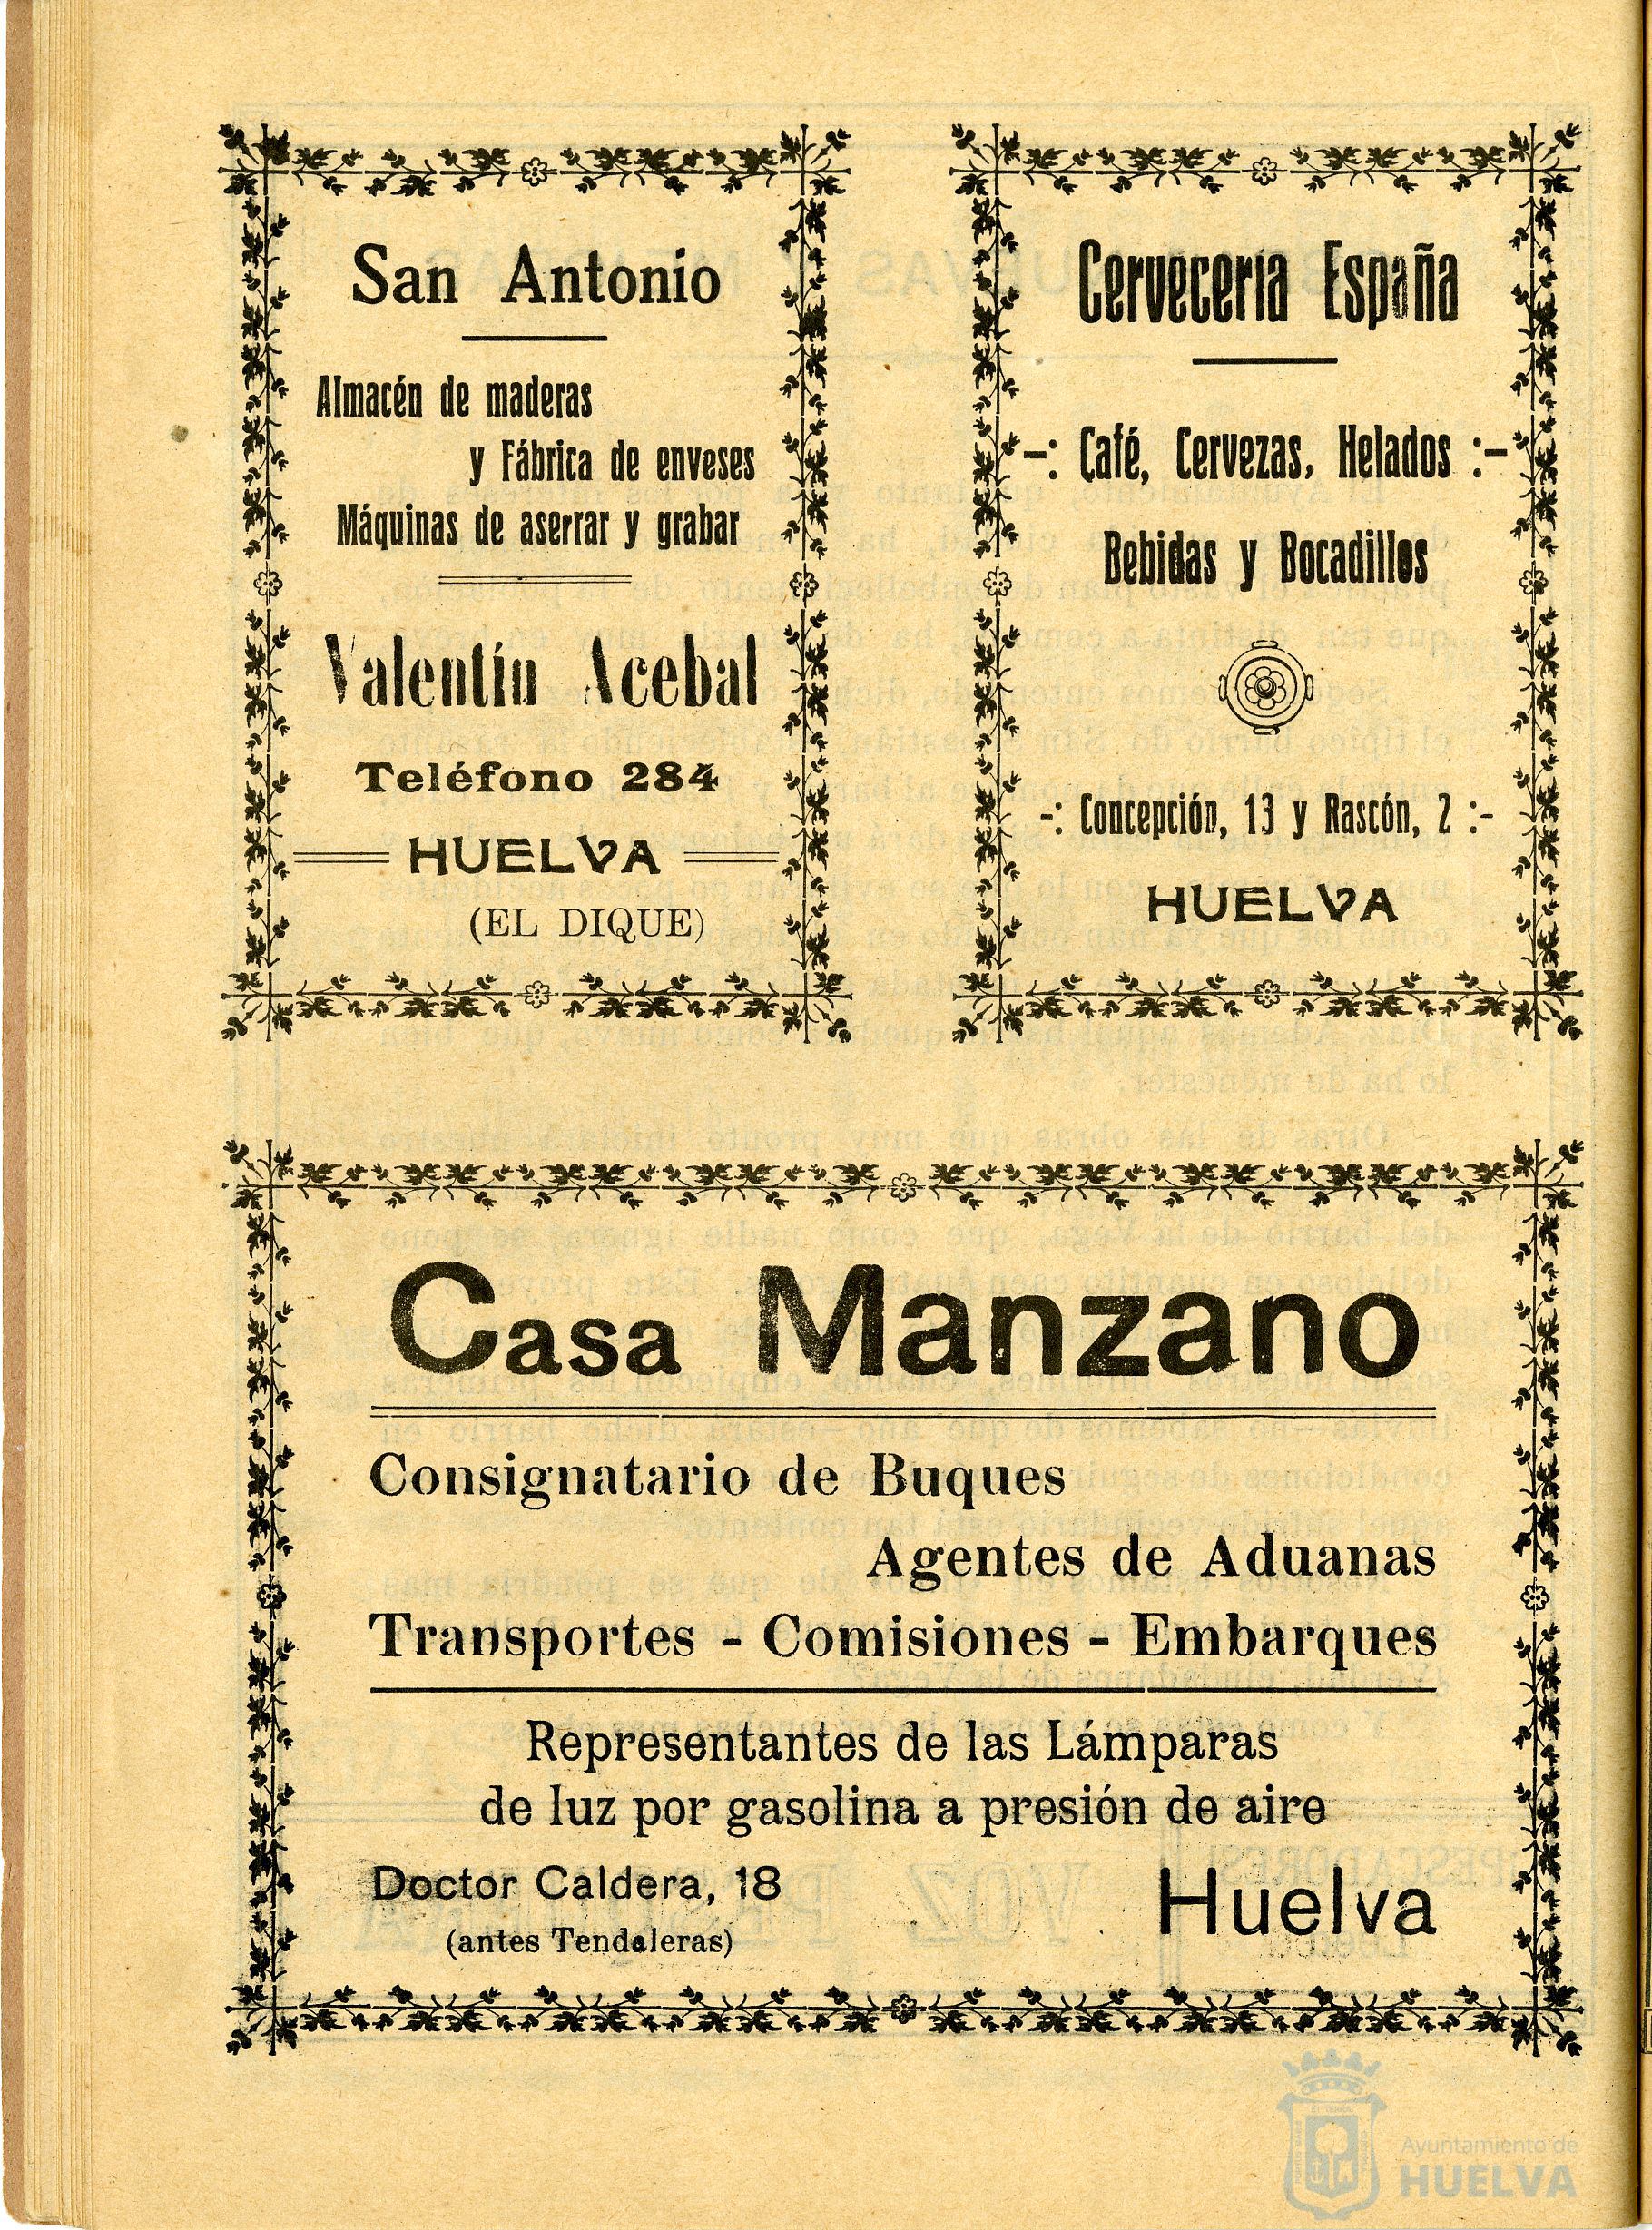 San Antonio
Almacén de maderas
y Fábrica de enveses
Máquinas de aserrar y grabar
Valentín Acebal
Teléfono 284
HUELVA
(EL DIQUE)
Cervecería España
-: Café, Cervezas, Helados :-
Bebidas y Bocadillos
-: Concepción, 13 y Rascón, 2 :-
HUELVA
Casa Manzano
Consignatario de Buques
Agentes de Aduanas
Transportes - Comisiones - Embarques
Representantes de las Lámparas
de luz por gasolina a presión de aire
Doctor Caldera, 18
(antes Tendaleras)
Huelva
Ayuntamiento de
HUELVA